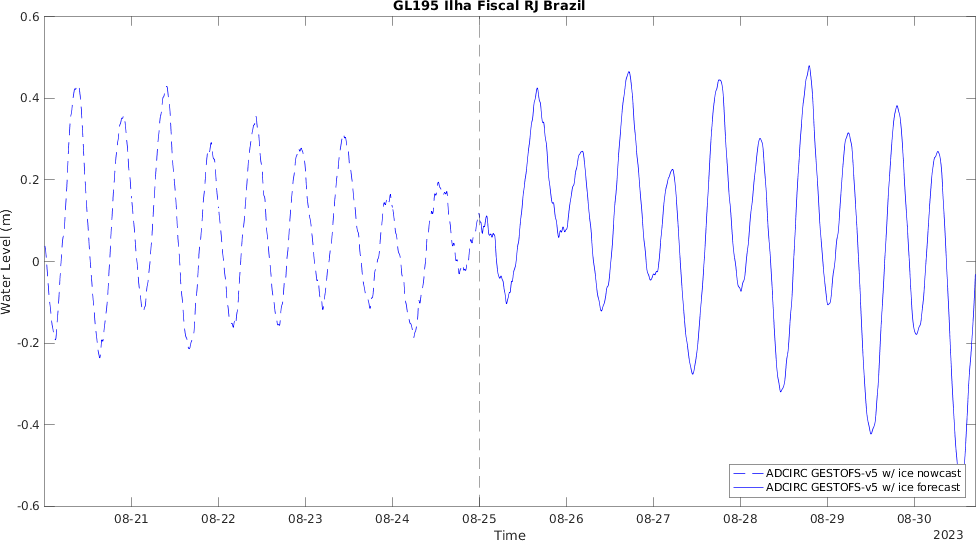 GL195 Ilha Fiscal RJ Brazil
Water Level (m)
0.6
0.4
0.2
0
-0.2
-0.4
-0.6
ADCIRC GESTOFS-v5 w/ ice nowcast
ADCIRC GESTOFS-v5 w/ ice forecast
08-21 08-22 08-23 08-24 08-25 08-26 08-27 08-28 08-29 08-30
Time
2023